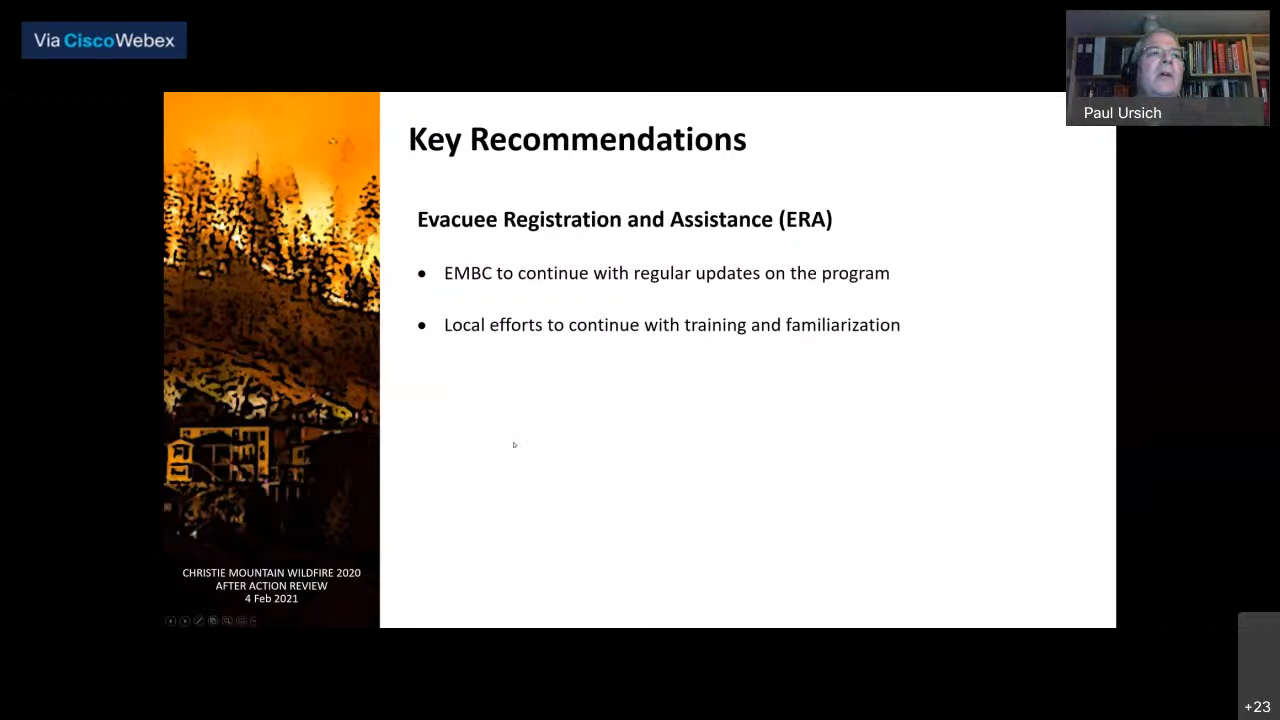 Via Cisco Webex
Paul Ursich
Key Recommendations
Evacuee Registration and Assistance (ERA)
● EMBC to continue with regular updates on the program
● Local efforts to continue with training and familiarization
CHRISTIE MOUNTAIN WILDFIRE 2020
AFTER ACTION REVIEW
4 Feb 2021
+23